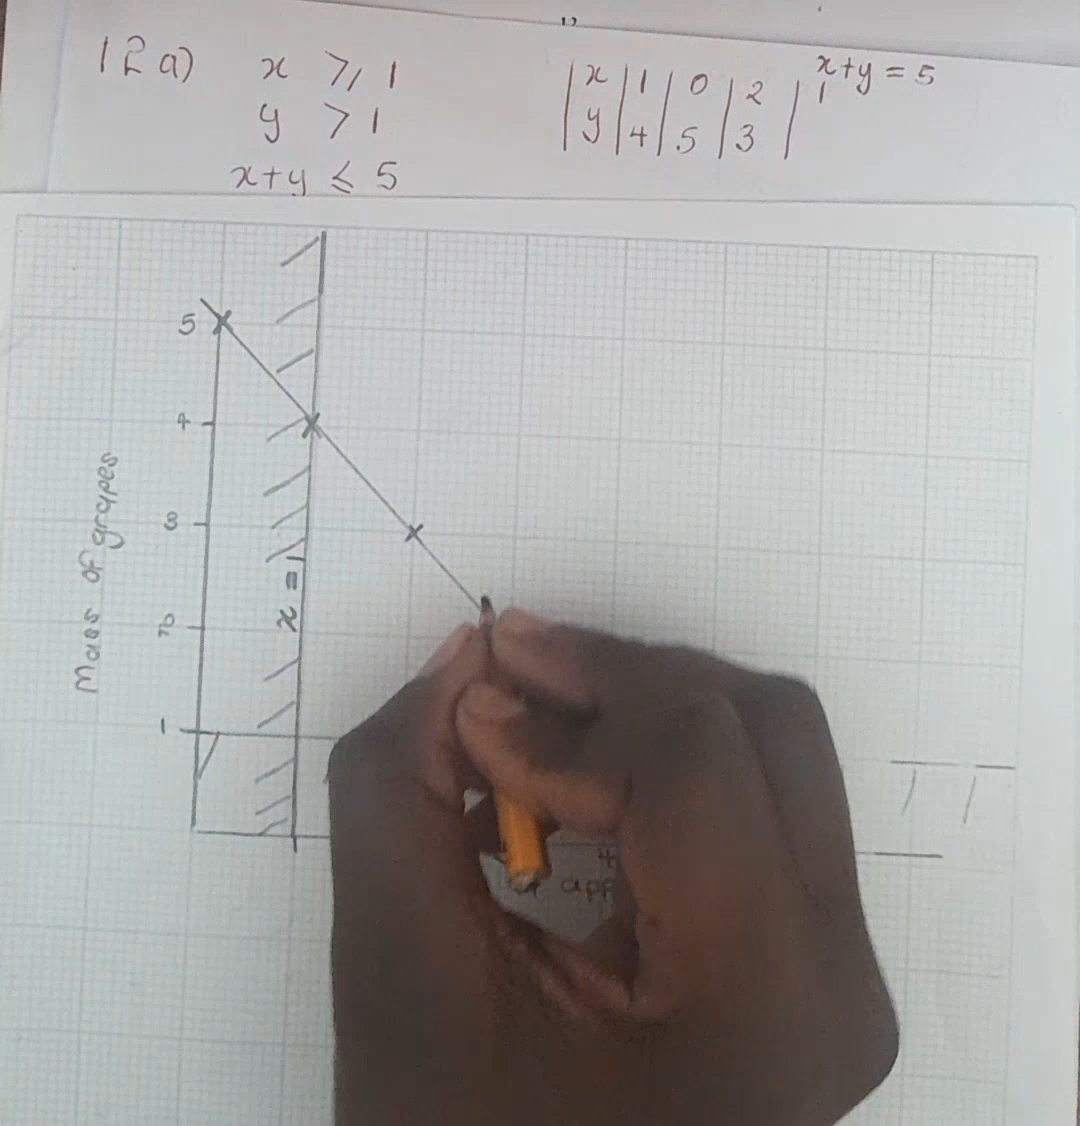 12 a) x ≥ 1
y > 1
x+y ≤ 5
x+y = 5
| x | 1 | 0 | 2 |
| y | 4 | 5 | 3 |
5
4
3
2
1
Mass of grapes
x = 1
4